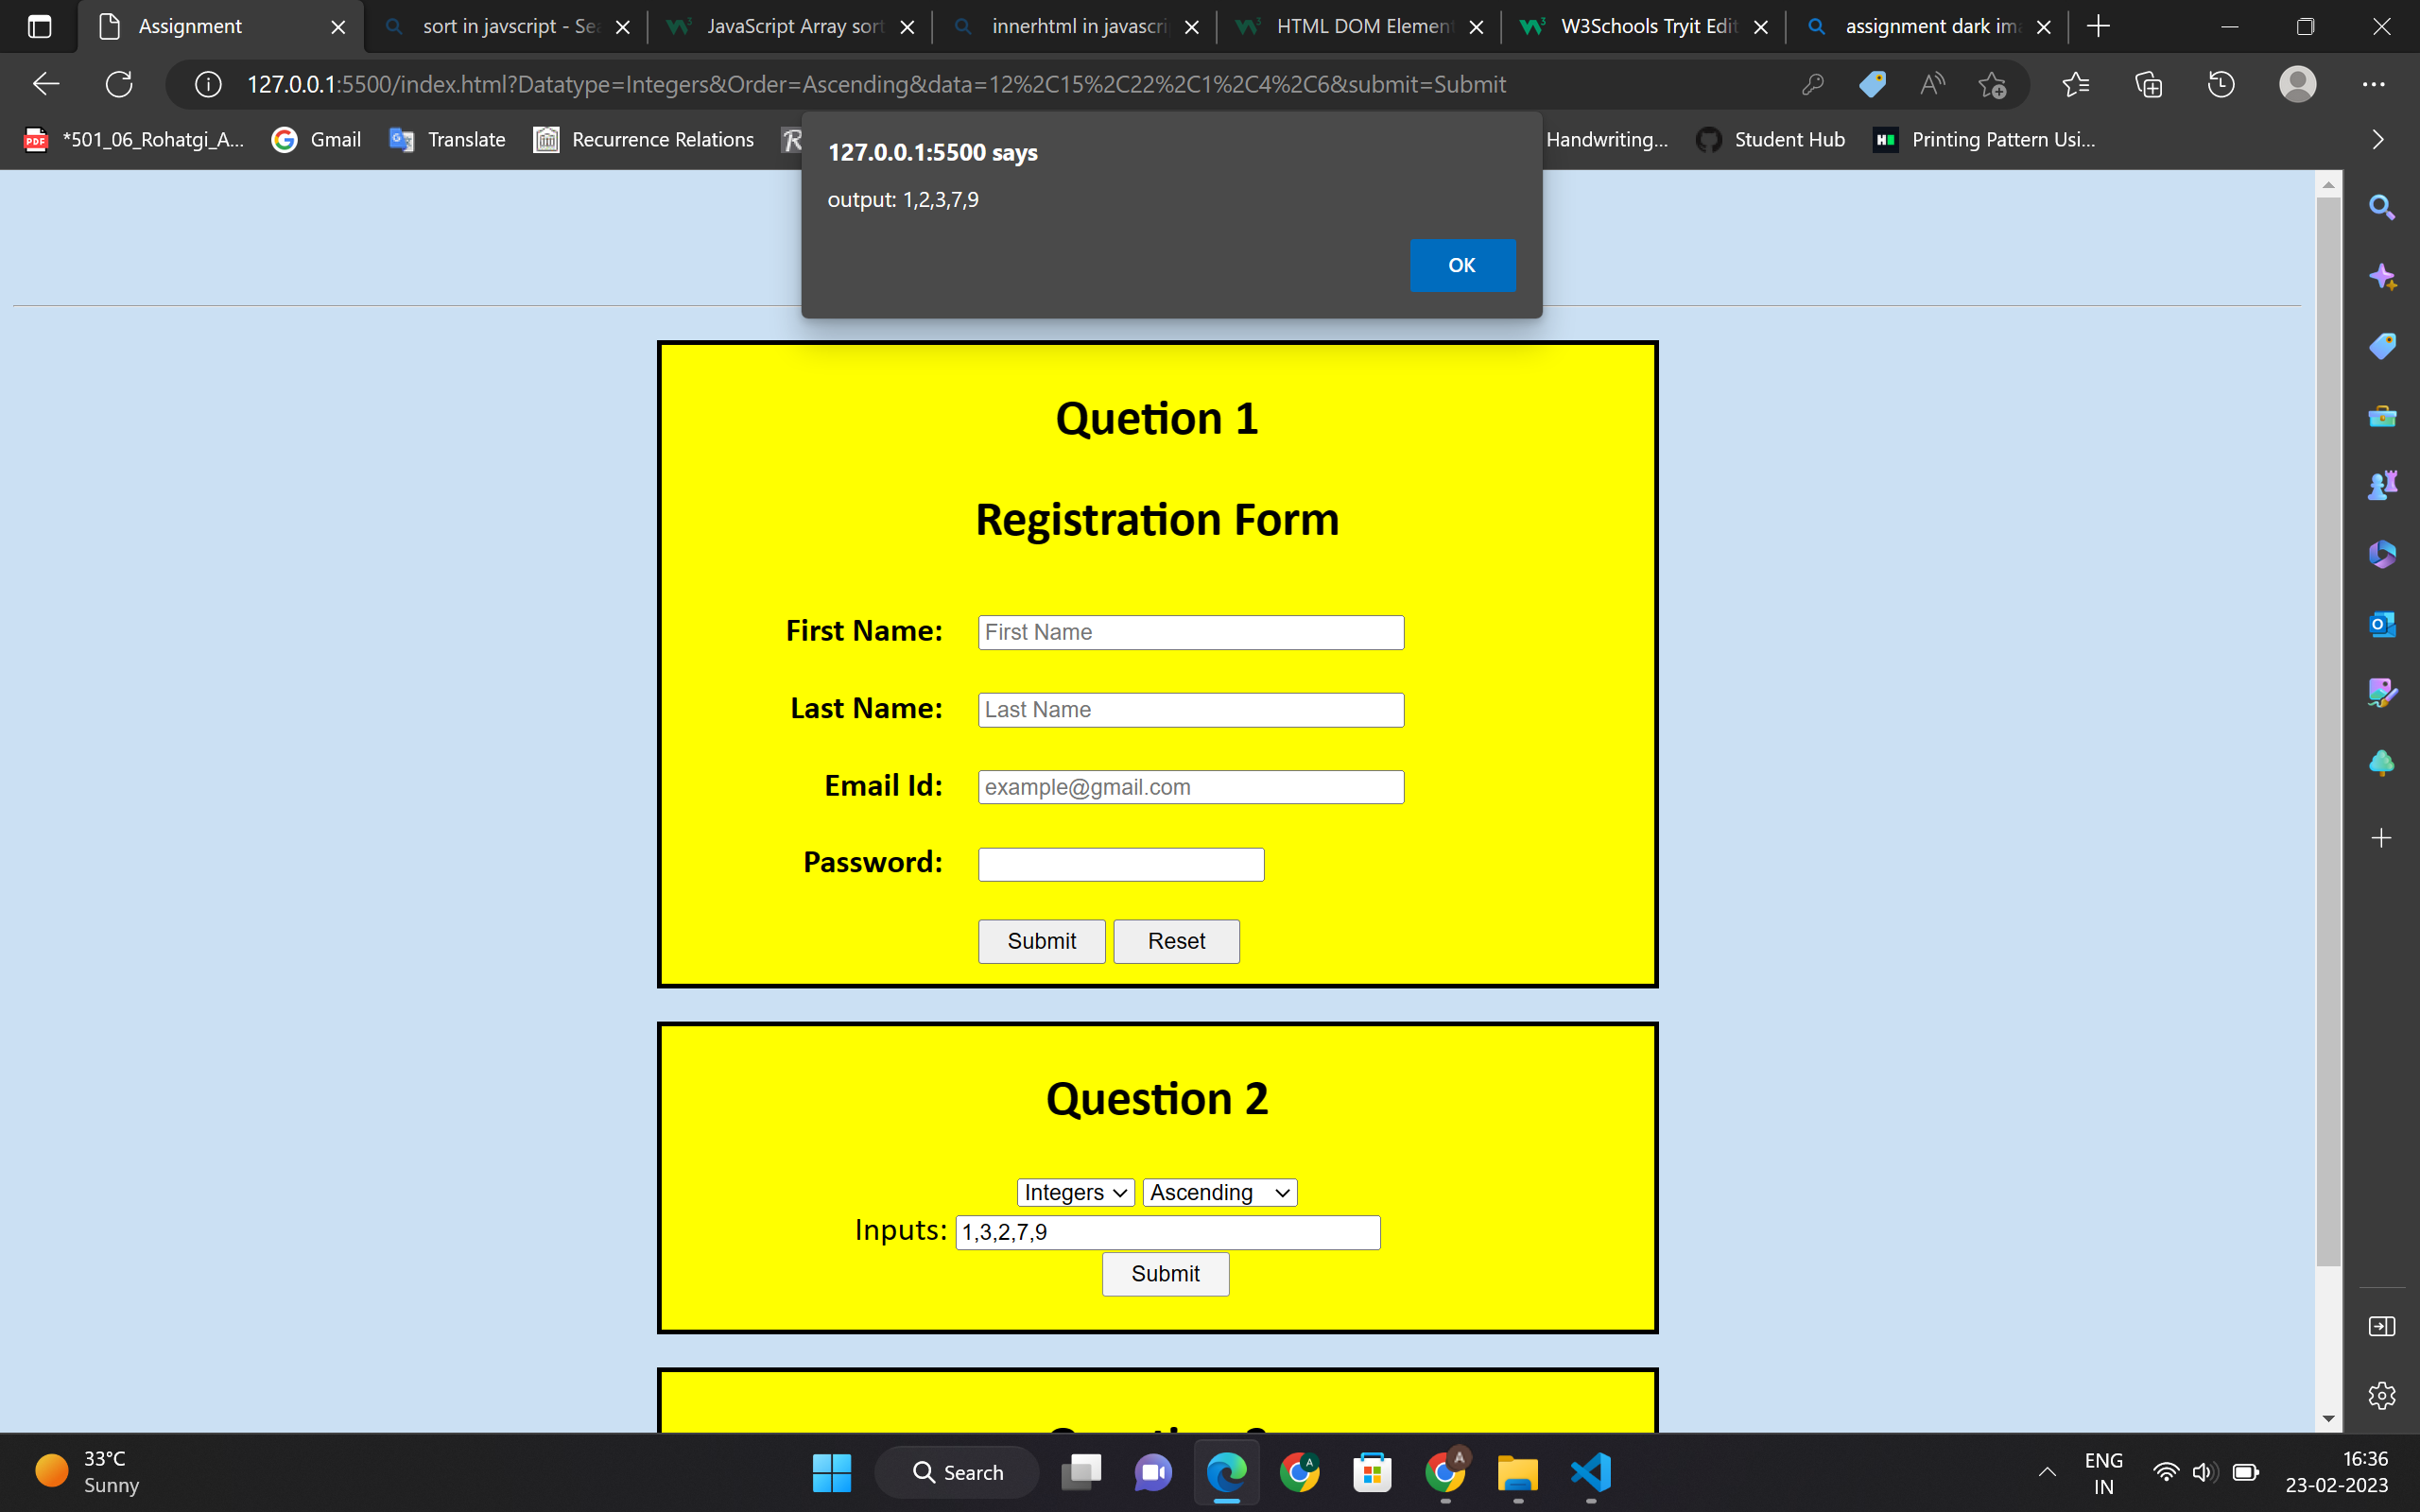 Assignment
sort in javscript - Sea
JavaScript Array sort
innerhtml in javascri
HTML DOM Element
W3Schools Tryit Edit
assignment dark ima
127.0.0.1:5500/index.html?Datatype=Integers&Order=Ascending&data=12%2C15%2C22%2C1%2C4%2C6&submit=Submit
*501_06_Rohatgi_A...
Gmail
Translate
Recurrence Relations
Handwriting...
Student Hub
Printing Pattern Usi...
127.0.0.1:5500 says
output: 1,2,3,7,9
OK
Quetion 1
Registration Form
First Name: First Name
Last Name: Last Name
Email Id: example@gmail.com
Password:
Submit Reset
Question 2
Integers Ascending
Inputs: 1,3,2,7,9
Submit
33°C
Sunny
Search
ENG
IN
16:36
23-02-2023